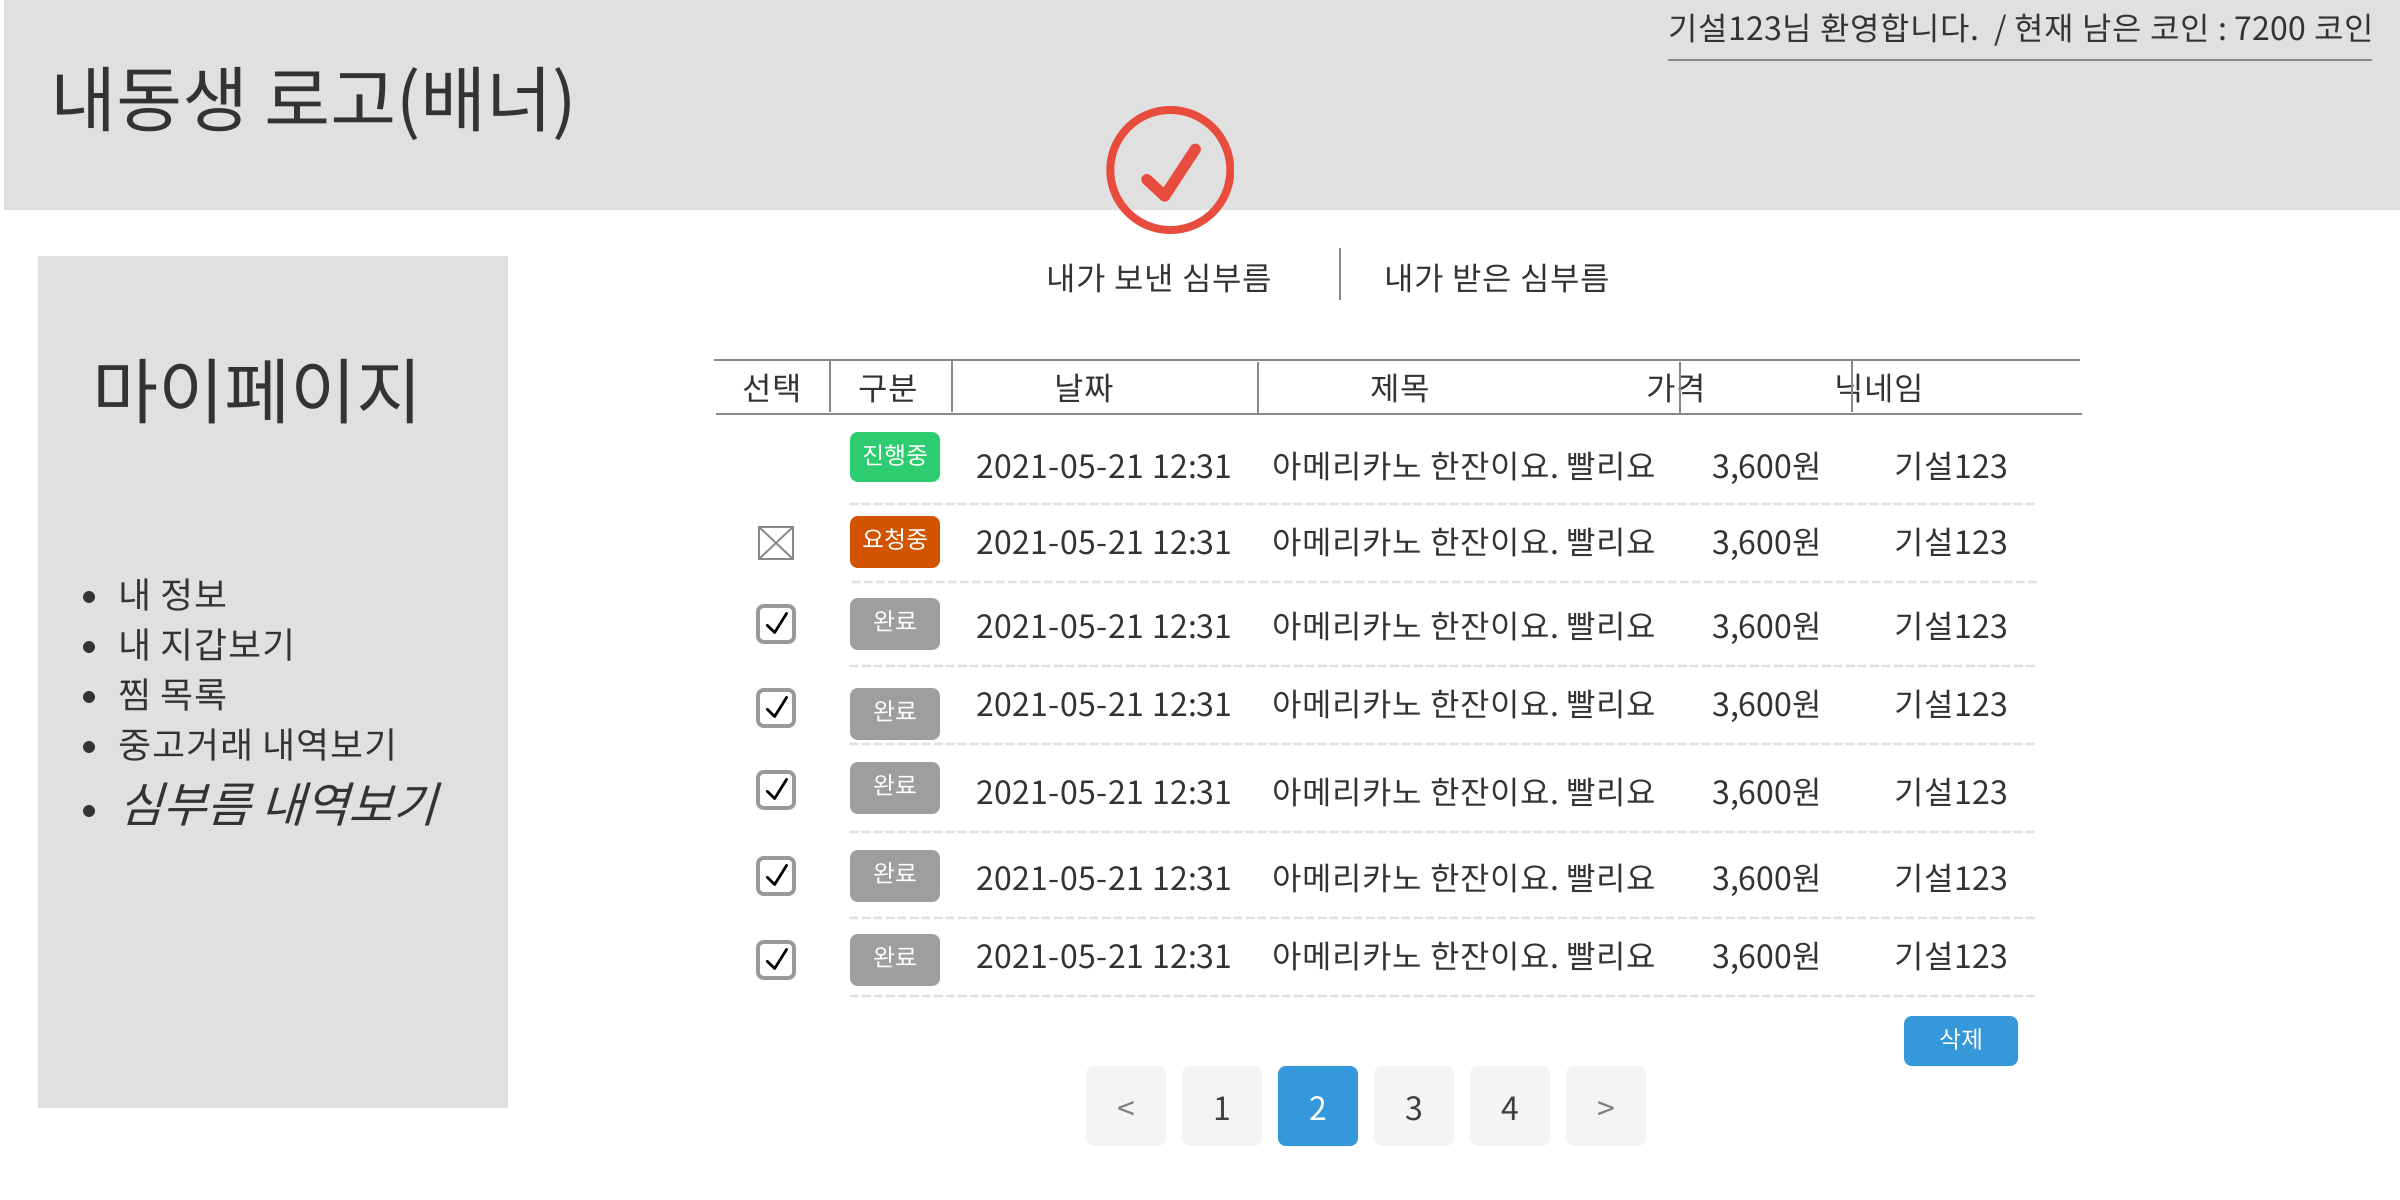 기설123님 환영합니다. / 현재 남은 코인 : 7200 코인
내동생 로고(배너)
내가 보낸 심부름 내가 받은 심부름
마이페이지
내 정보
내 지갑보기
찜 목록
중고거래 내역보기
심부름 내역보기
선택 구분 날짜 제목 가격 닉네임
진행중 2021-05-21 12:31 아메리카노 한잔이요. 빨리요 3,600원 기설123
요청중 2021-05-21 12:31 아메리카노 한잔이요. 빨리요 3,600원 기설123
완료 2021-05-21 12:31 아메리카노 한잔이요. 빨리요 3,600원 기설123
완료 2021-05-21 12:31 아메리카노 한잔이요. 빨리요 3,600원 기설123
완료 2021-05-21 12:31 아메리카노 한잔이요. 빨리요 3,600원 기설123
완료 2021-05-21 12:31 아메리카노 한잔이요. 빨리요 3,600원 기설123
완료 2021-05-21 12:31 아메리카노 한잔이요. 빨리요 3,600원 기설123
삭제
< 1 2 3 4 >